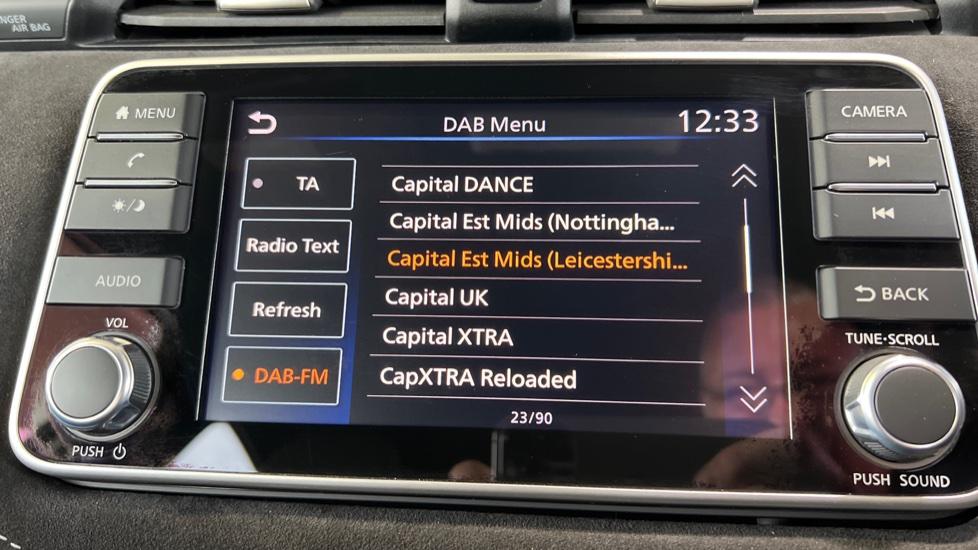 NGER
AIR BAG
MENU
AUDIO
VOL
PUSH
DAB Menu
12:33
TA
Radio Text
Refresh
DAB-FM
Capital DANCE
Capital Est Mids (Nottingha...
Capital Est Mids (Leicestershi...
Capital UK
Capital XTRA
CapXTRA Reloaded
23/90
CAMERA
BACK
TUNE·SCROLL
PUSH SOUND